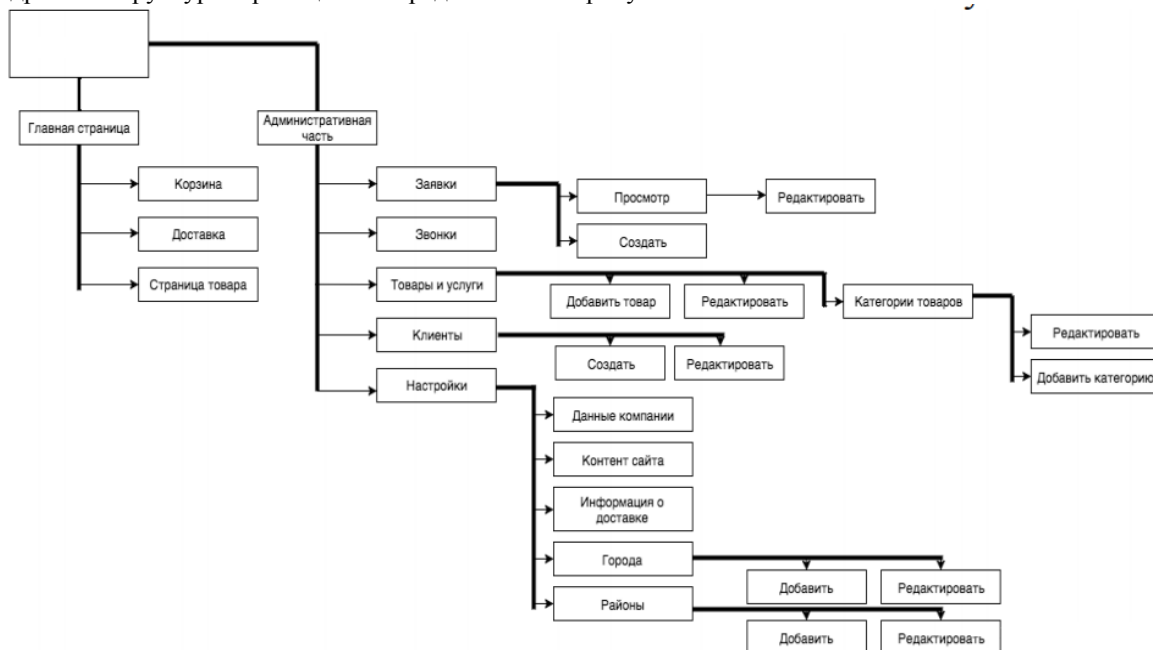 Главная страница
Административная
часть
Корзина
Заявки
Просмотр
Редактировать
Доставка
Звонки
Создать
Страница товара
Товары и услуги
Добавить товар
Редактировать
Категории товаров
Клиенты
Создать
Редактировать
Редактировать
Добавить категорию
Настройки
Данные компании
Контент сайта
Информация о
доставке
Города
Добавить
Редактировать
Районы
Добавить
Редактировать